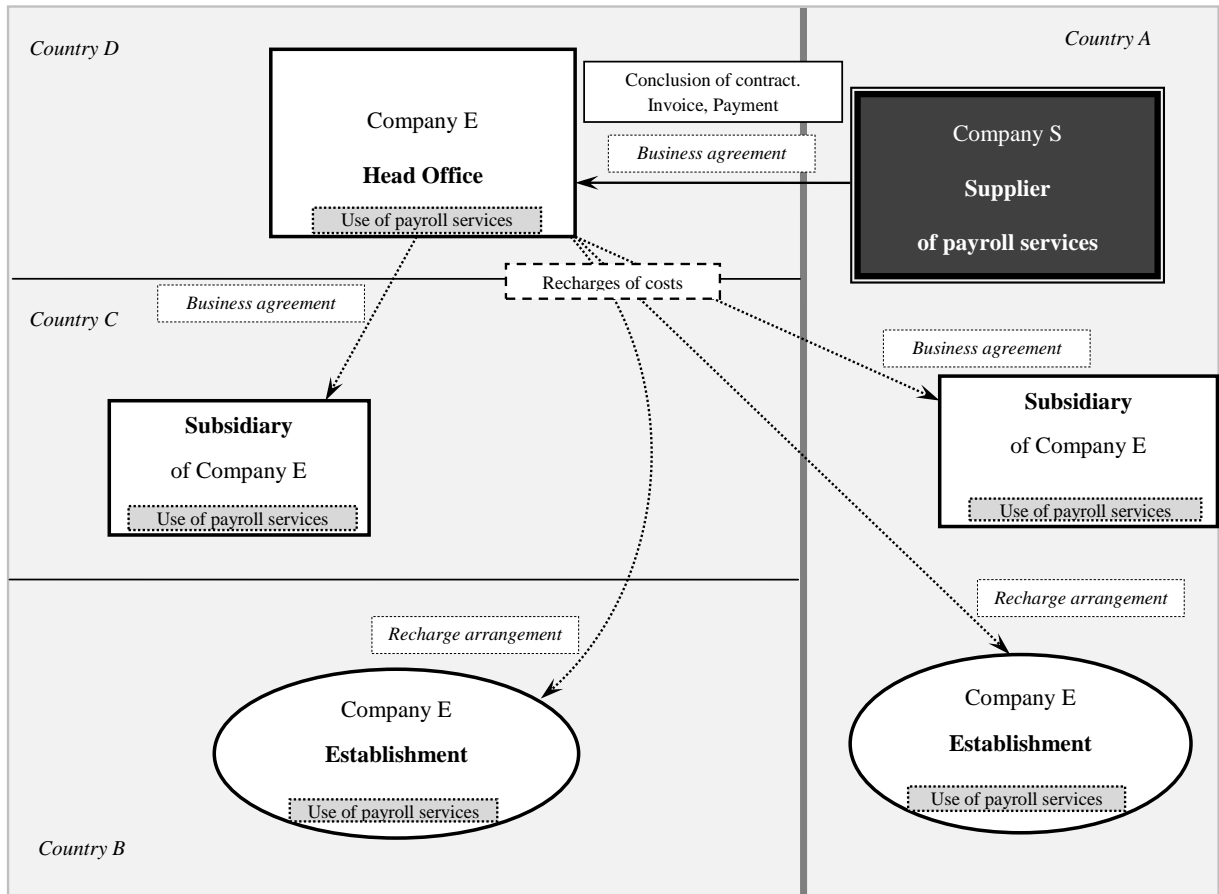 Country D
Country A
Conclusion of contract.
Invoice, Payment
Company E
Head Office
Use of payroll services
Business agreement
Company S
Supplier
of payroll services
Recharges of costs
Business agreement
Country C
Business agreement
Subsidiary
of Company E
Use of payroll services
Subsidiary
of Company E
Use of payroll services
Recharge arrangement
Recharge arrangement
Company E
Establishment
Use of payroll services
Company E
Establishment
Use of payroll services
Country B